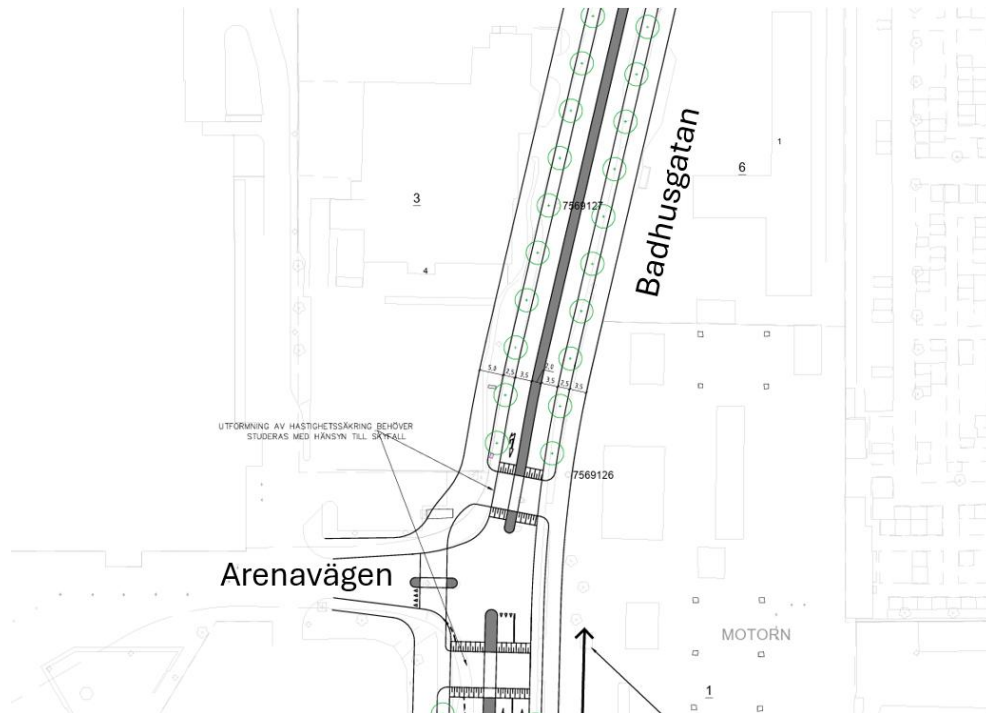 Badhusgatan
1
6
3
7569127
4
5,0 2,5 3,5 2,0 3,5 2,5 3,5
UTFORMNING AV HASTIGHETSSÄKRING BEHÖVER
STUDERAS MED HÄNSYN TILL SKYFALL
7569126
Arenavägen
MOTORN
1